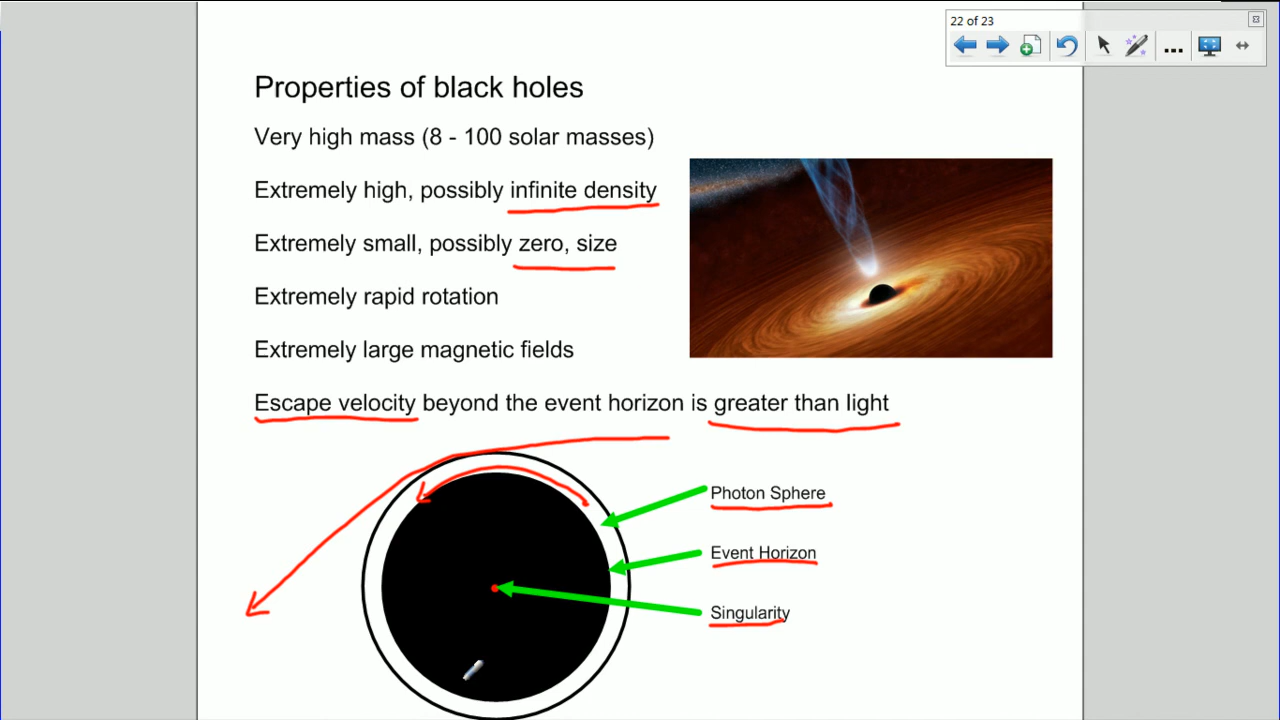 22 of 23
Properties of black holes
Very high mass (8 - 100 solar masses)
Extremely high, possibly infinite density
Extremely small, possibly zero, size
Extremely rapid rotation
Extremely large magnetic fields
Escape velocity beyond the event horizon is greater than light
Photon Sphere
Event Horizon
Singularity